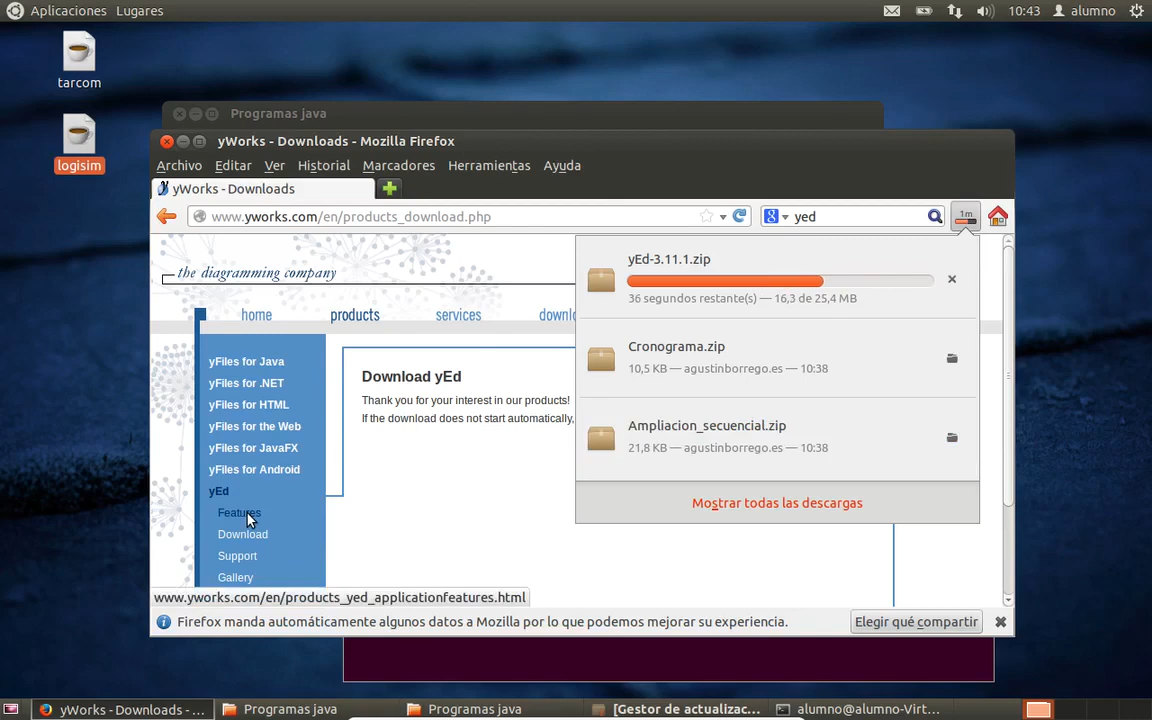 Aplicaciones Lugares
10:43 alumno
tarcom
logisim
Programas java
yWorks - Downloads - Mozilla Firefox
Archivo Editar Ver Historial Marcadores Herramientas Ayuda
yWorks - Downloads
www.yworks.com/en/products_download.php
yed
1m
the diagramming company
home products services downl
yEd-3.11.1.zip
36 segundos restante(s) — 16,3 de 25,4 MB
Cronograma.zip
10,5 KB — agustinborrego.es — 10:38
Ampliacion_secuencial.zip
21,8 KB — agustinborrego.es — 10:38
Mostrar todas las descargas
yFiles for Java
yFiles for .NET
yFiles for HTML
yFiles for the Web
yFiles for JavaFX
yFiles for Android
yEd
Features
Download
Support
Gallery
Download yEd
Thank you for your interest in our products!
If the download does not start automatically,
www.yworks.com/en/products_yed_applicationfeatures.html
Firefox manda automáticamente algunos datos a Mozilla por lo que podemos mejorar su experiencia.
Elegir qué compartir
yWorks - Downloads - ...
Programas java
Programas java
[Gestor de actualizac...
alumno@alumno-Virt...